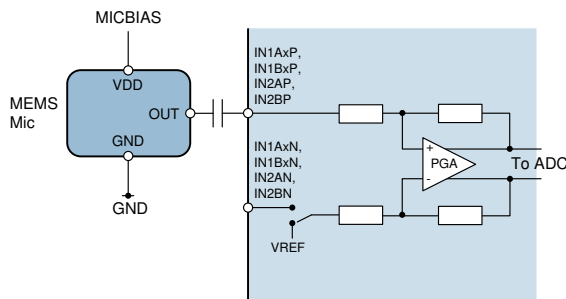 MICBIAS
VDD
MEMS
Mic
OUT
GND
GND
IN1AxP,
IN1BxP,
IN2AP,
IN2BP
IN1AxN,
IN1BxN,
IN2AN,
IN2BN
VREF
+
PGA
-
To ADC